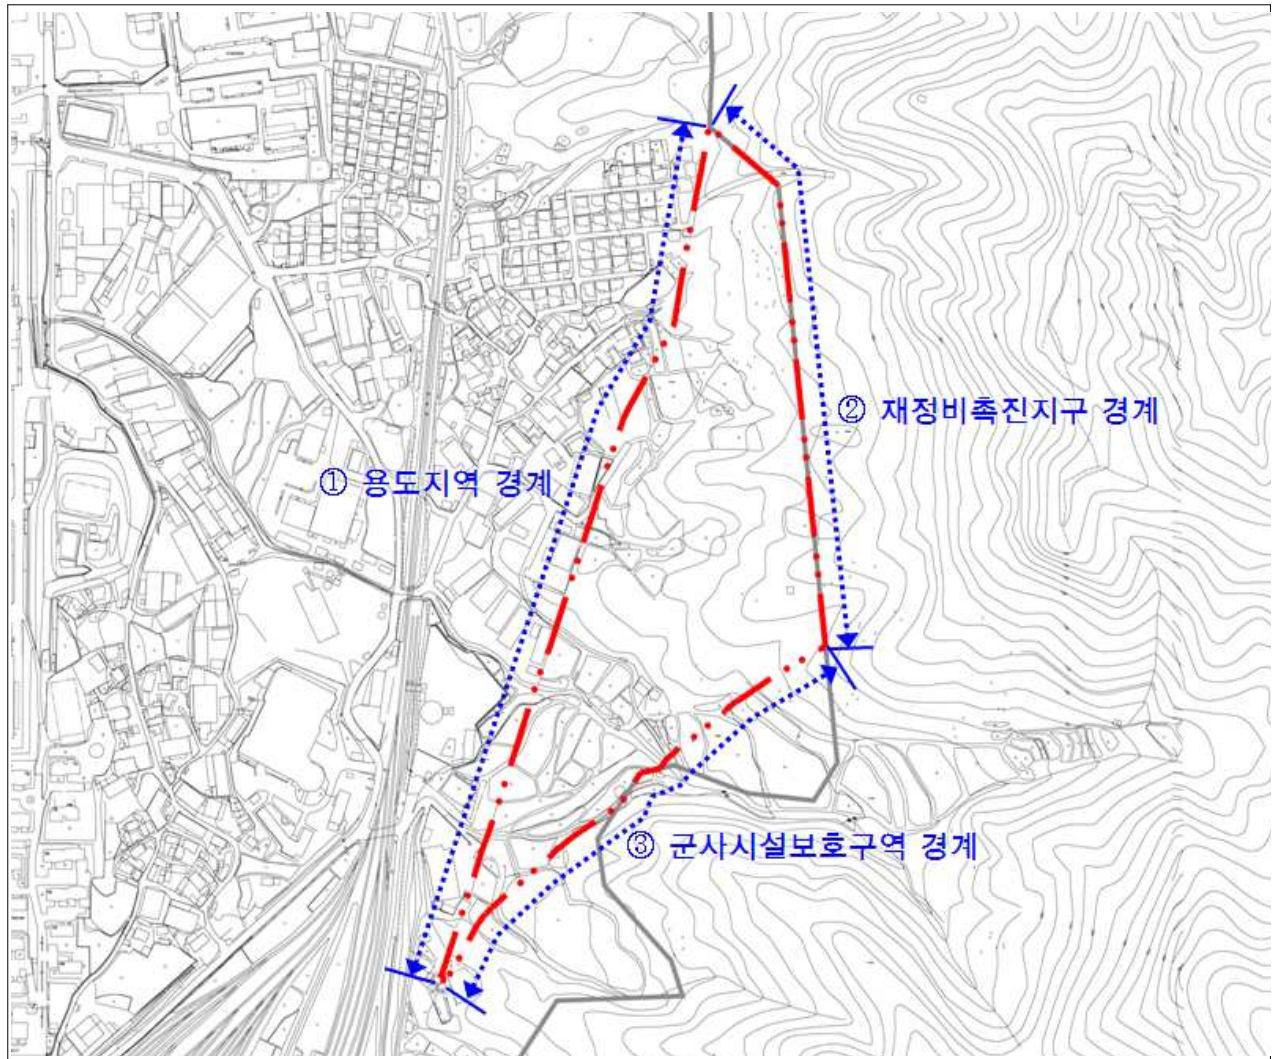 ② 재정비촉진지구 경계
① 용도지역 경계
③ 군사시설보호구역 경계